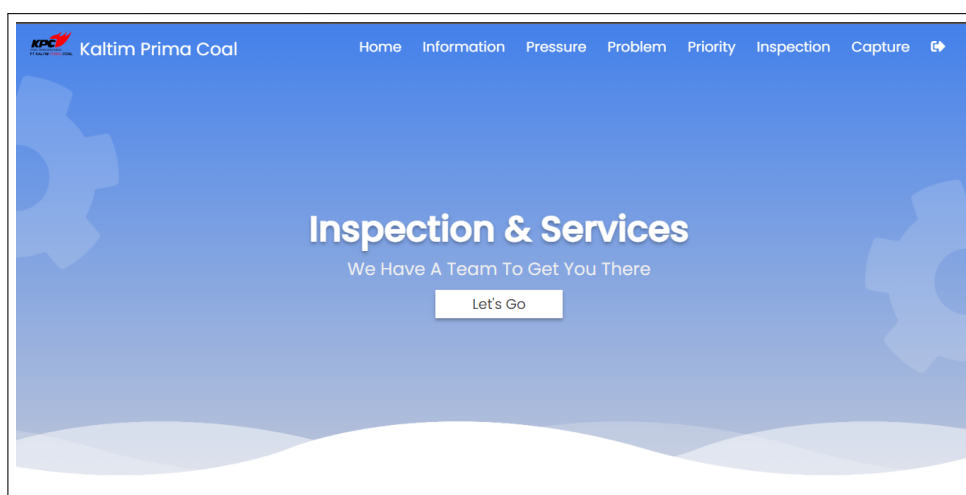 KPC
Kaltim Prima Coal
Home Information Pressure Problem Priority Inspection Capture
Inspection & Services
We Have A Team To Get You There
Let's Go